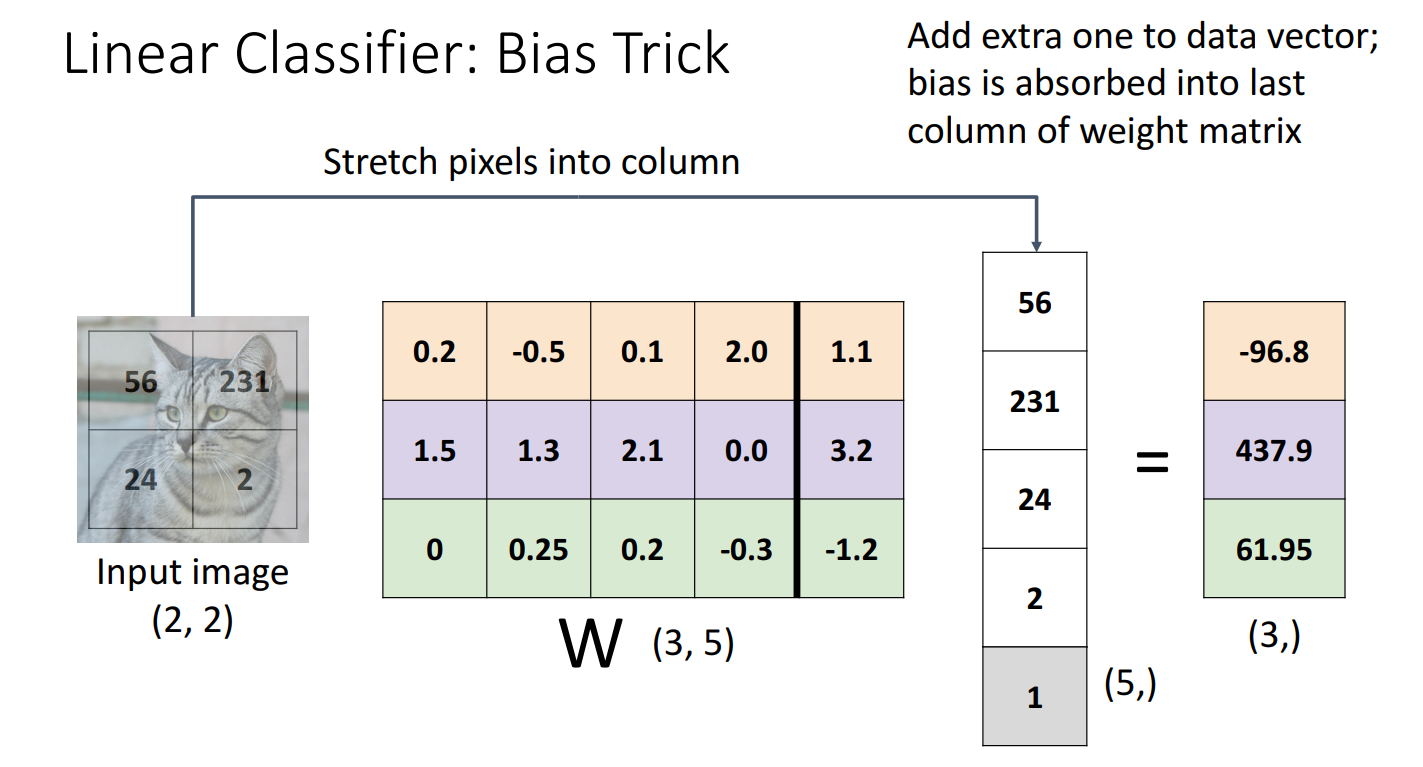 Linear Classifier: Bias Trick
Add extra one to data vector;
bias is absorbed into last
column of weight matrix
Stretch pixels into column
56 231
24 2
Input image
(2, 2)
0.2 -0.5 0.1 2.0 1.1
1.5 1.3 2.1 0.0 3.2
0 0.25 0.2 -0.3 -1.2
W (3, 5)
56
231
24
2
1
(5,)
=
-96.8
437.9
61.95
(3,)